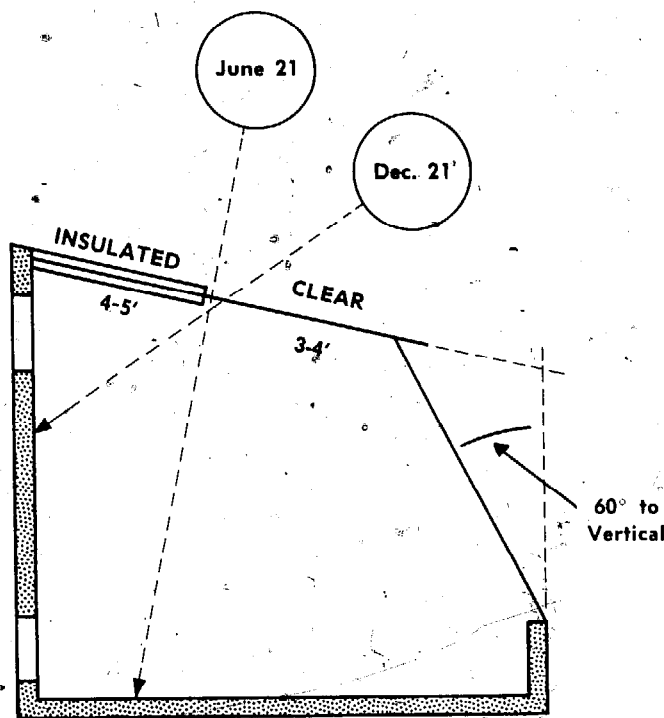 June 21
Dec. 21
INSULATED
4-5'
CLEAR
3-4'
60° to
Vertical